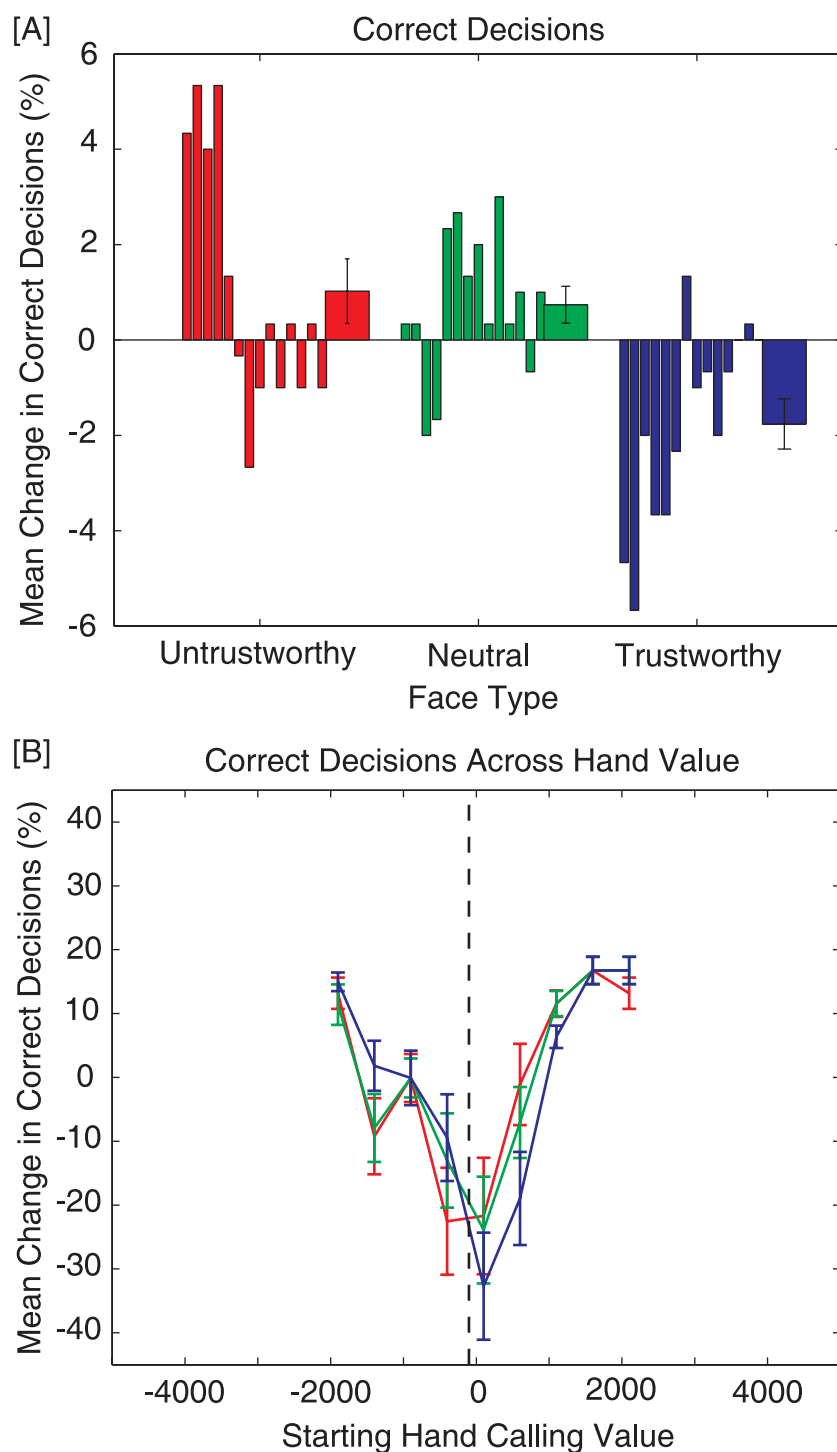 [A]
Correct Decisions
Mean Change in Correct Decisions (%)
6
4
2
0
-2
-4
-6
Untrustworthy Neutral Trustworthy
Face Type
[B]
Correct Decisions Across Hand Value
Mean Change in Correct Decisions (%)
40
30
20
10
0
-10
-20
-30
-40
-4000 -2000 0 2000 4000
Starting Hand Calling Value